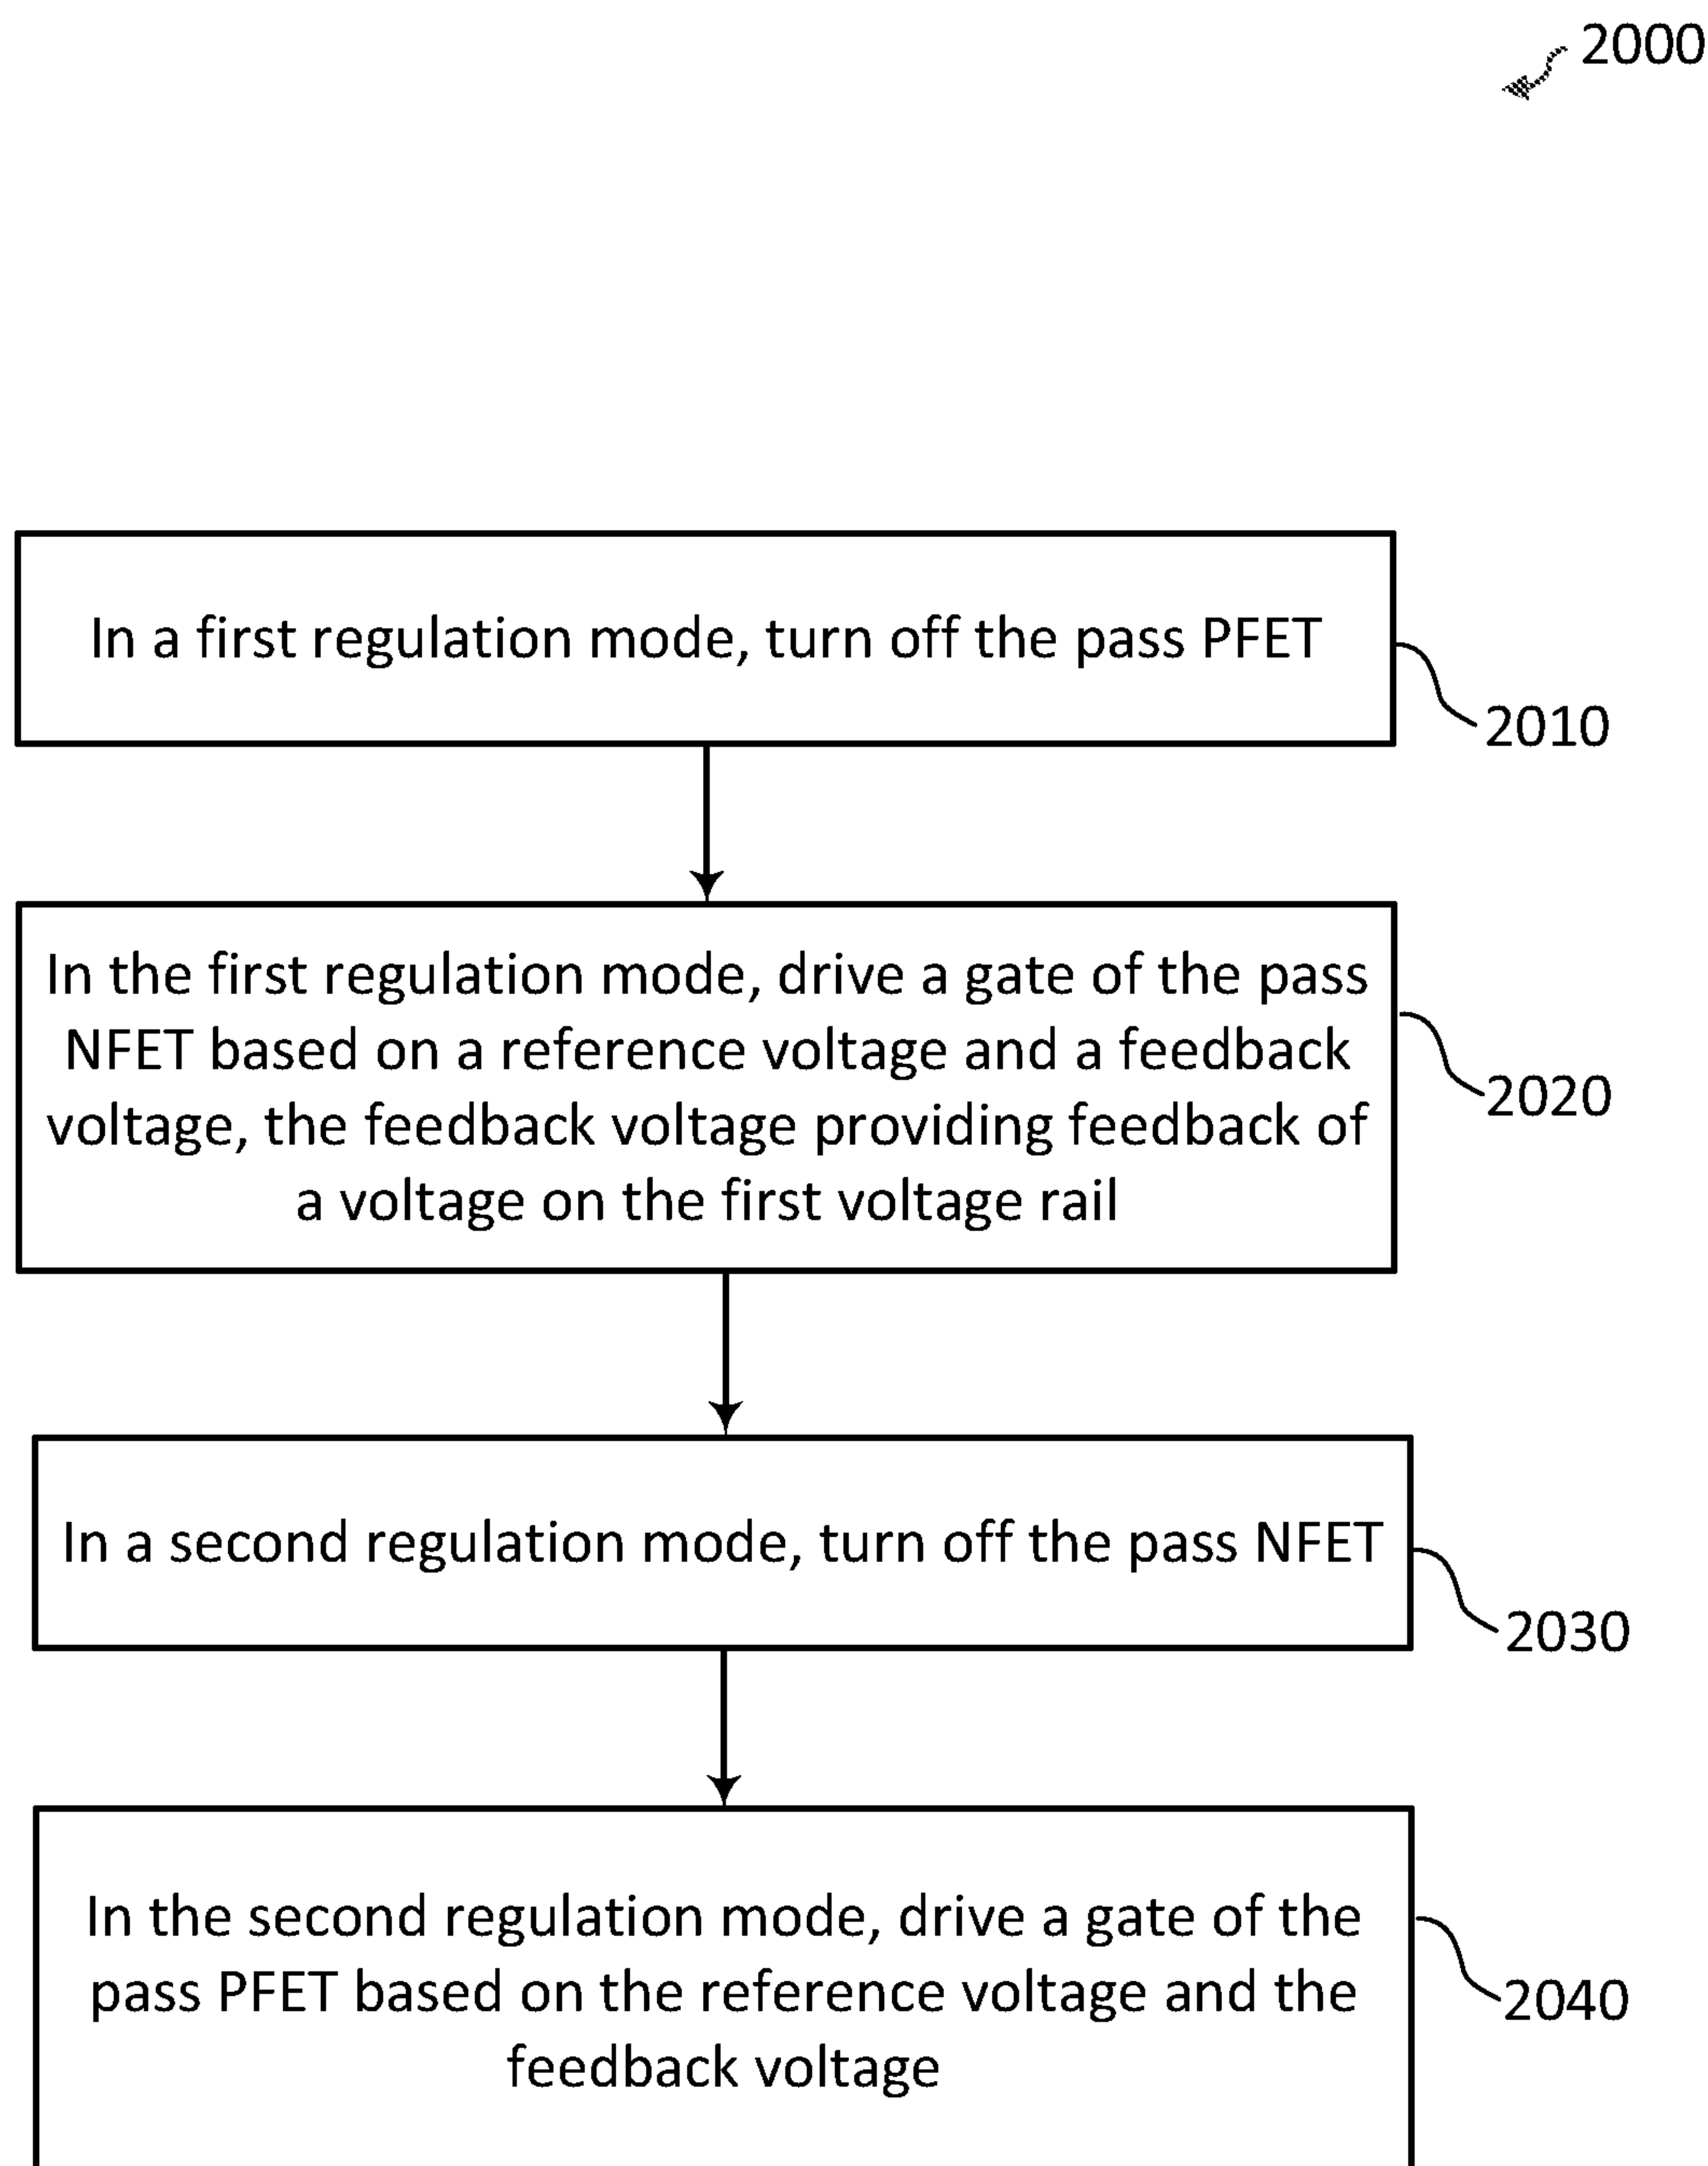 2000
In a first regulation mode, turn off the pass PFET
2010
In the first regulation mode, drive a gate of the pass
NFET based on a reference voltage and a feedback
voltage, the feedback voltage providing feedback of
a voltage on the first voltage rail
2020
In a second regulation mode, turn off the pass NFET
2030
In the second regulation mode, drive a gate of the
pass PFET based on the reference voltage and the
feedback voltage
2040